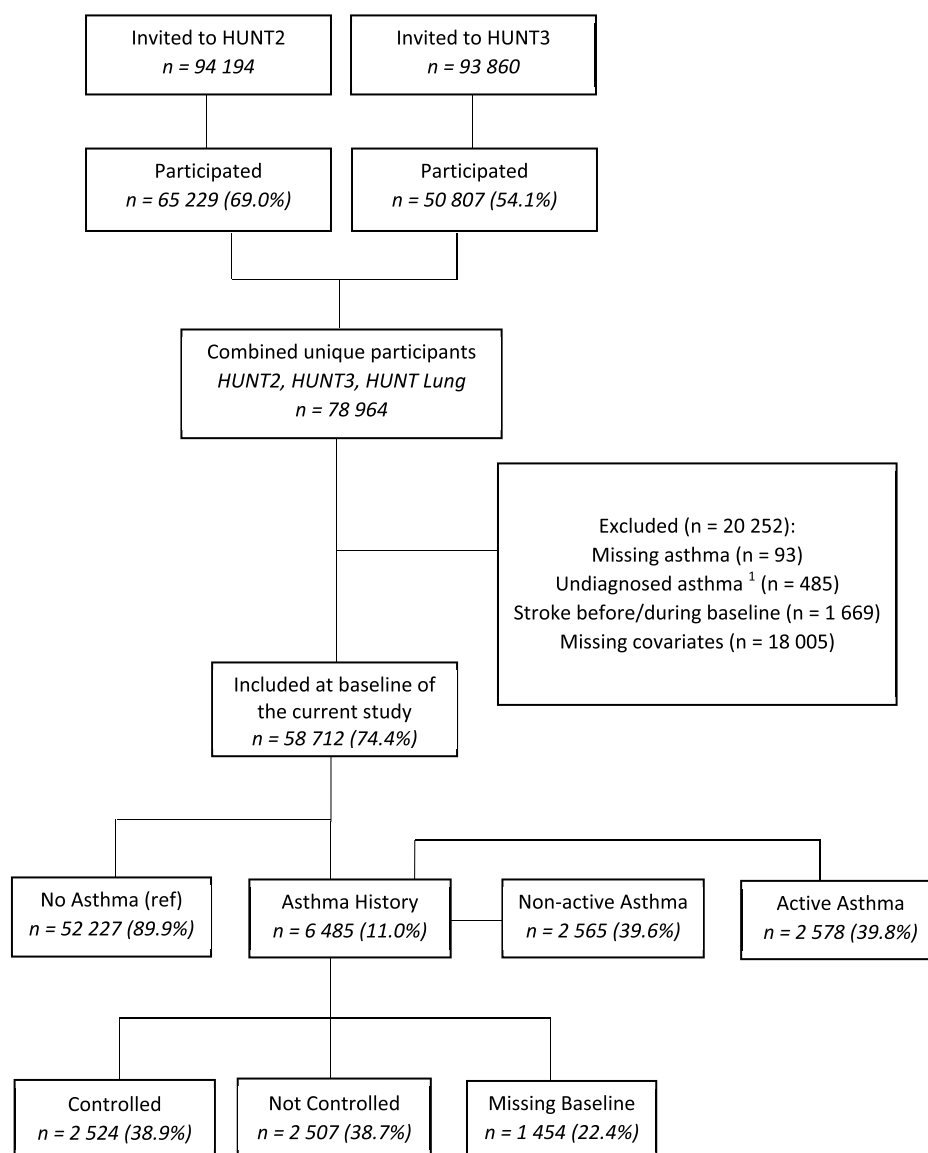 Invited to HUNT2
n = 94 194
Invited to HUNT3
n = 93 860
Participated
n = 65 229 (69.0%)
Participated
n = 50 807 (54.1%)
Combined unique participants
HUNT2, HUNT3, HUNT Lung
n = 78 964
Excluded (n = 20 252):
Missing asthma (n = 93)
Undiagnosed asthma 1 (n = 485)
Stroke before/during baseline (n = 1 669)
Missing covariates (n = 18 005)
Included at baseline of
the current study
n = 58 712 (74.4%)
No Asthma (ref)
n = 52 227 (89.9%)
Asthma History
n = 6 485 (11.0%)
Non-active Asthma
n = 2 565 (39.6%)
Active Asthma
n = 2 578 (39.8%)
Controlled
n = 2 524 (38.9%)
Not Controlled
n = 2 507 (38.7%)
Missing Baseline
n = 1 454 (22.4%)